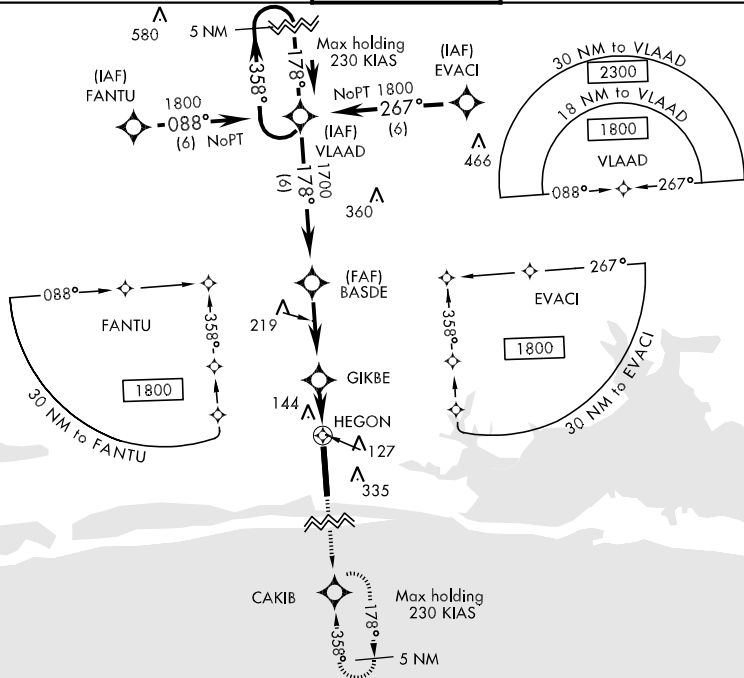 580
5 NM
358°
178°
Max holding
230 KIAS
(IAF)
FANTU
1800
088°
(6)
NoPT
(IAF)
EVACI
NoPT
1800
267°
(6)
466
(IAF)
VLAAD
1700
178°
(6)
360
30 NM to VLAAD
2300
18 NM to VLAAD
1800
VLAAD
088°
267°
(FAF)
BASDE
219
GIKBE
144
HEGON
127
335
088°
FANTU
358°
1800
30 NM to FANTU
267°
EVACI
358°
1800
30 NM to EVACI
CAKIB
Max holding
230 KIAS
178°
358°
5 NM